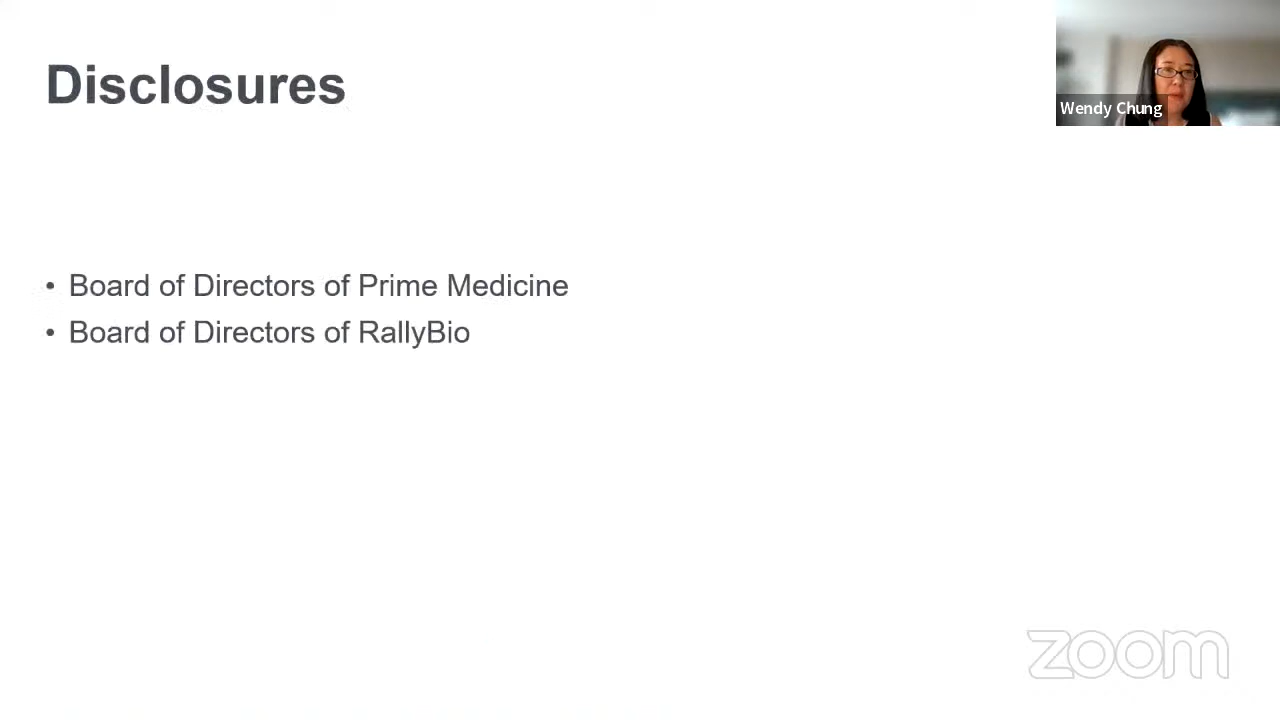 Disclosures
Wendy Chung
• Board of Directors of Prime Medicine
• Board of Directors of RallyBio
zoom